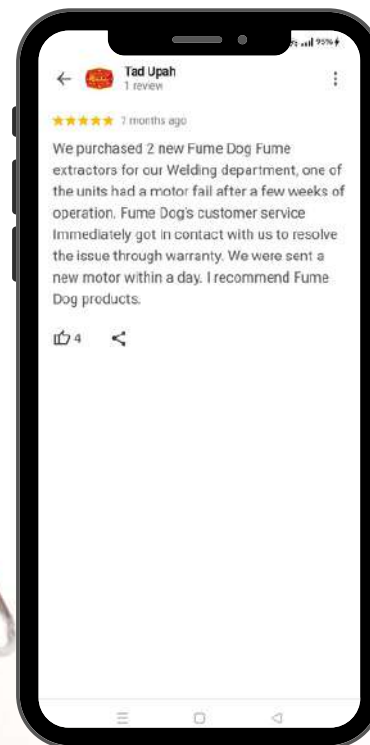 95%
Tad Upah
1 review
7 months ago
We purchased 2 new Fume Dog Fume
extractors for our Welding department, one of
the units had a motor fail after a few weeks of
operation. Fume Dog's customer service
Immediately got in contact with us to resolve
the issue through warranty. We were sent a
new motor within a day. I recommend Fume
Dog products.
4